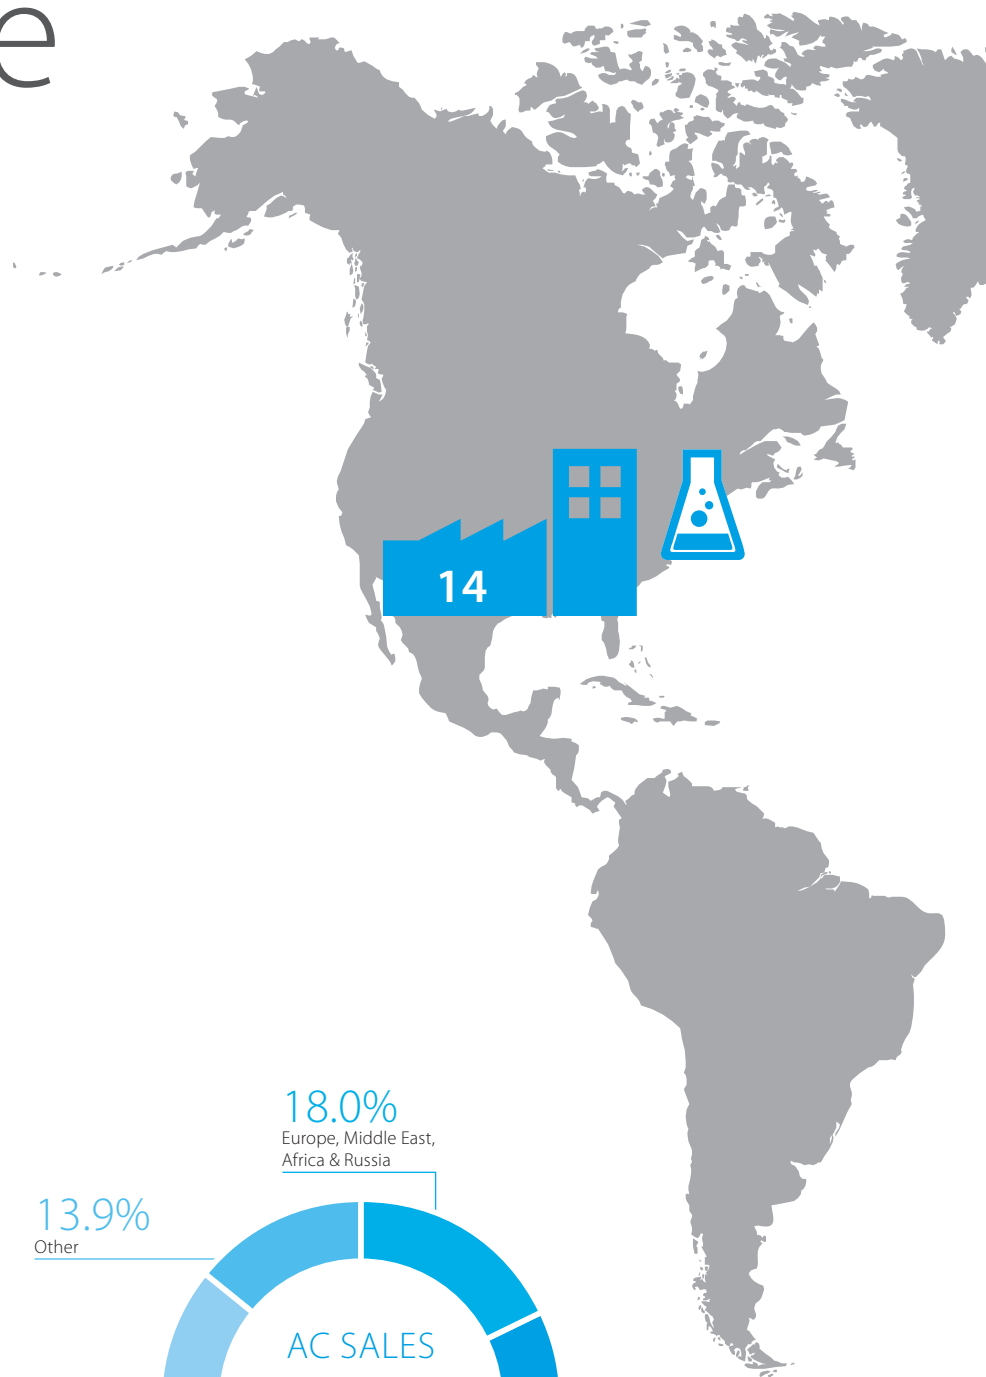 e
14
18.0%
Europe, Middle East,
Africa & Russia
13.9%
Other
AC SALES